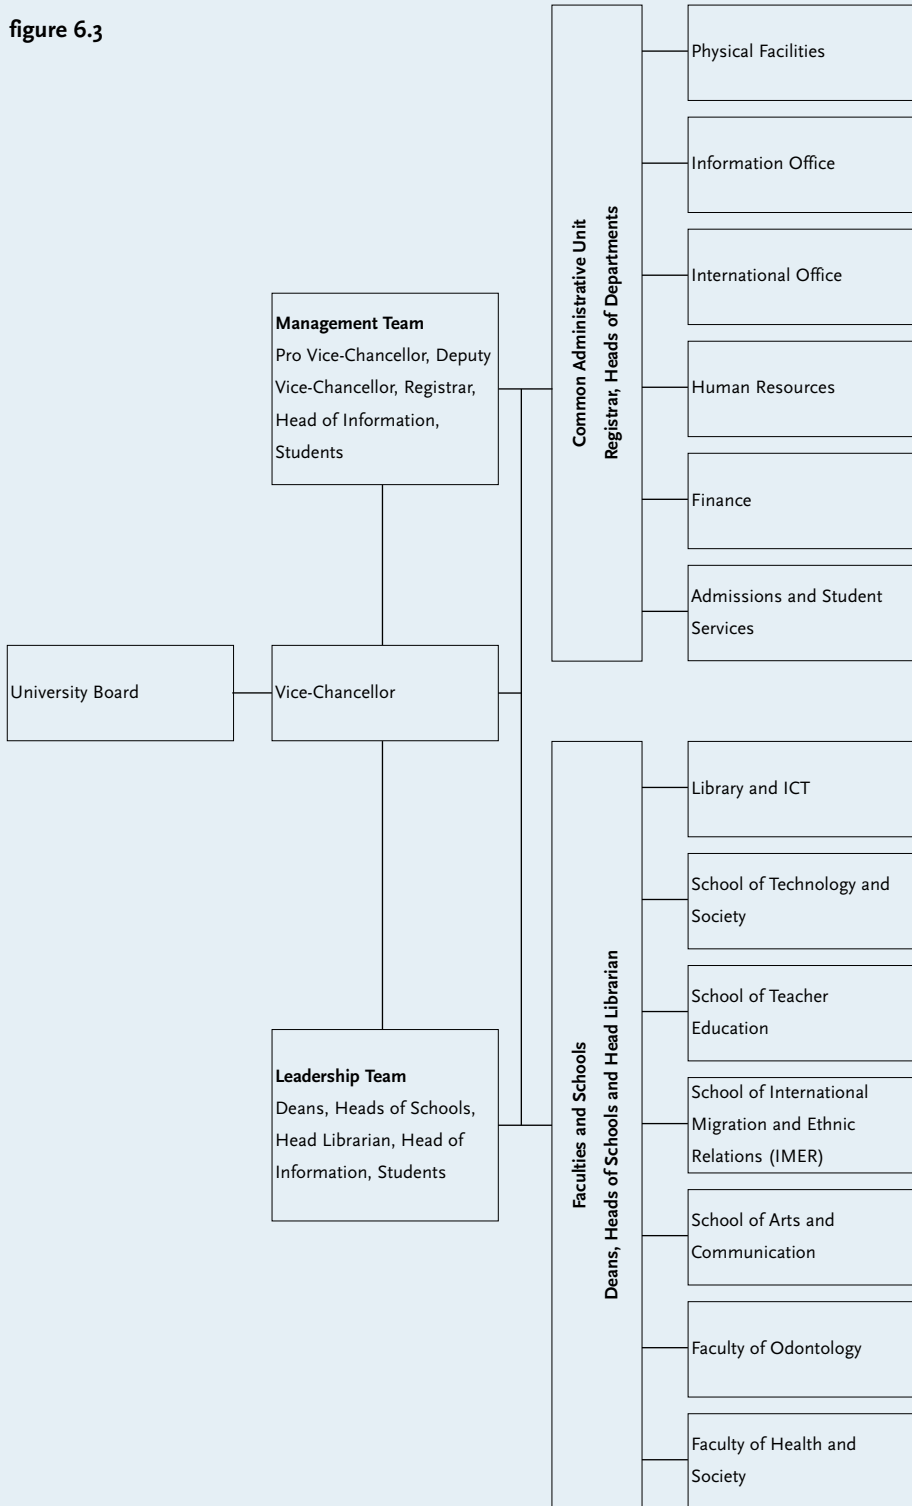 figure 6.3
University Board
Management Team
Pro Vice-Chancellor, Deputy
Vice-Chancellor, Registrar,
Head of Information,
Students
Vice-Chancellor
Leadership Team
Deans, Heads of Schools,
Head Librarian, Head of
Information, Students
Common Administrative Unit
Registrar, Heads of Departments
Physical Facilities
Information Office
International Office
Human Resources
Finance
Admissions and Student
Services
Faculties and Schools
Deans, Heads of Schools and Head Librarian
Library and ICT
School of Technology and
Society
School of Teacher
Education
School of International
Migration and Ethnic
Relations (IMER)
School of Arts and
Communication
Faculty of Odontology
Faculty of Health and
Society